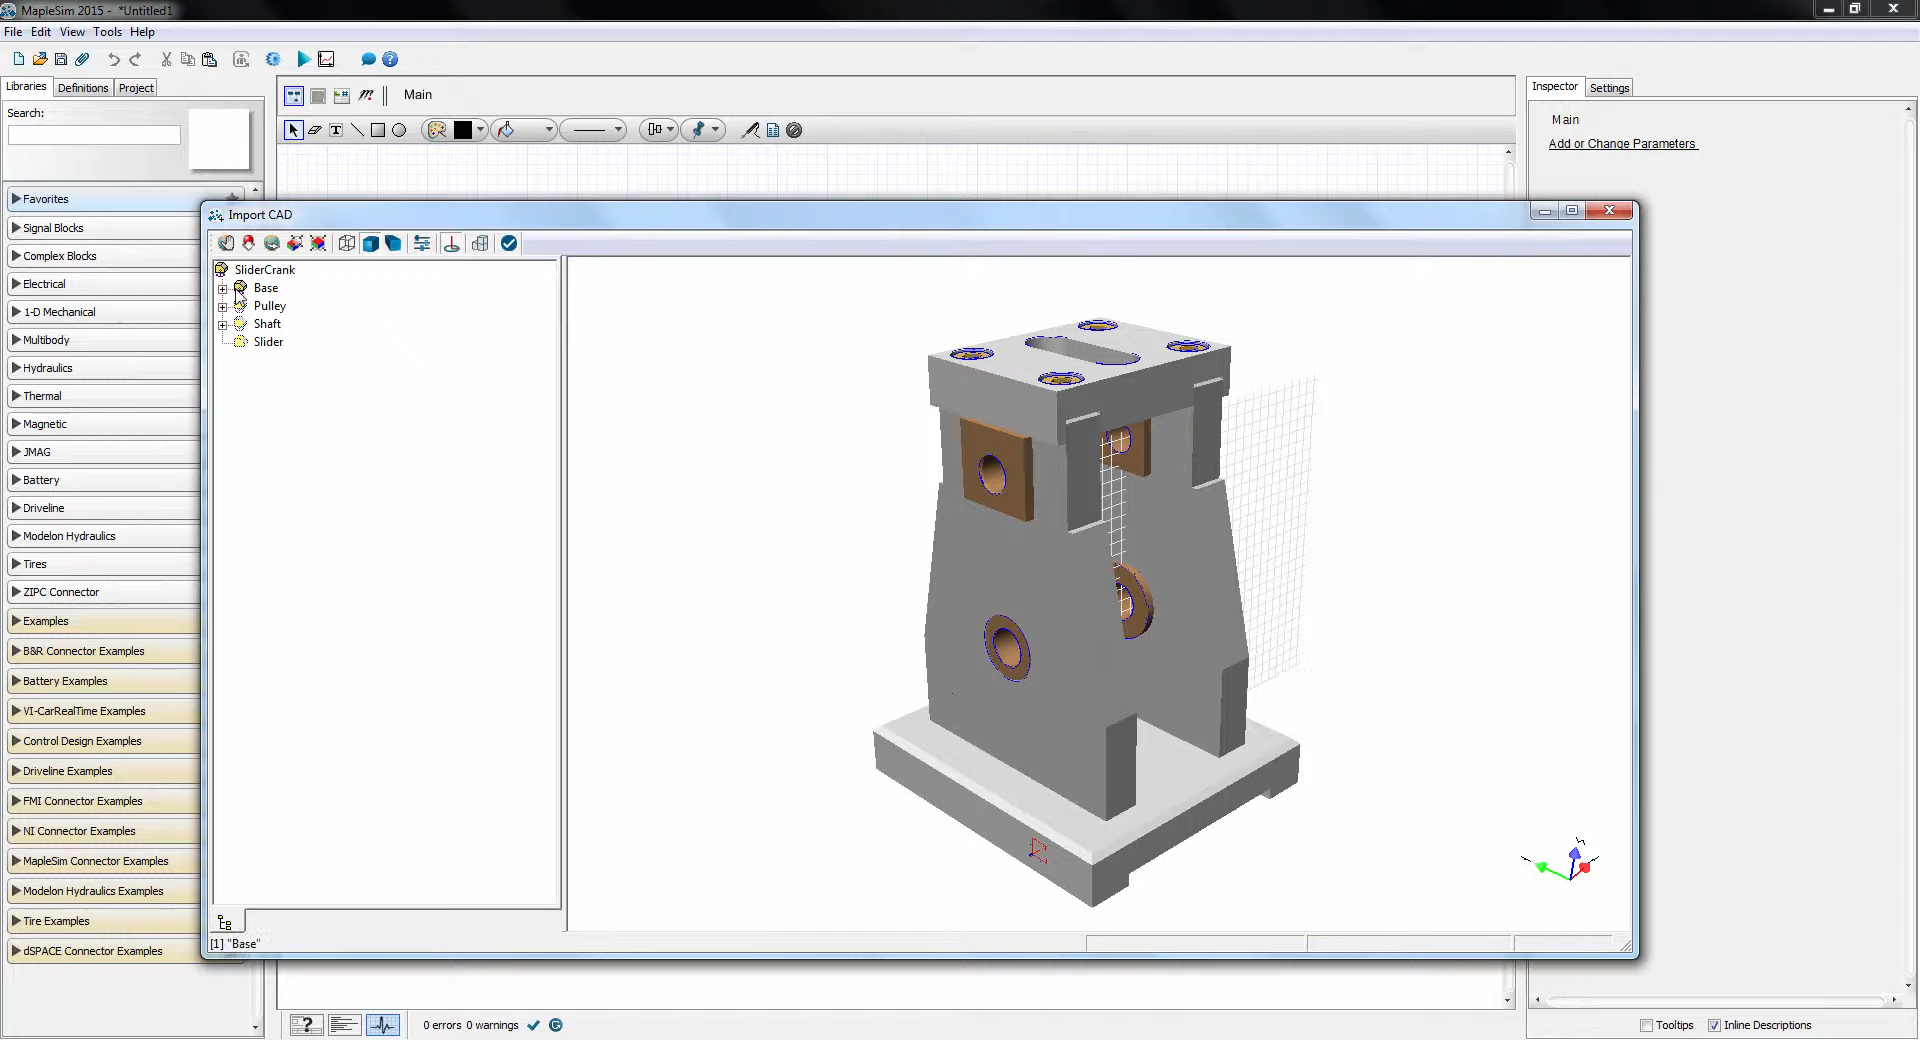 MapleSim 2015 - *Untitled1
File Edit View Tools Help
Libraries Definitions Project
Search:
Favorites
Signal Blocks
Complex Blocks
Electrical
1-D Mechanical
Multibody
Hydraulics
Thermal
Magnetic
JMAG
Battery
Driveline
Modelon Hydraulics
Tires
ZIPC Connector
Examples
B&R Connector Examples
Battery Examples
VI-CarRealTime Examples
Control Design Examples
Driveline Examples
FMI Connector Examples
NI Connector Examples
MapleSim Connector Examples
Modelon Hydraulics Examples
Tire Examples
dSPACE Connector Examples
Main
Import CAD
SliderCrank
Base
Pulley
Shaft
Slider
[1] "Base"
0 errors 0 warnings
Inspector Settings
Main
Add or Change Parameters
Tooltips Inline Descriptions